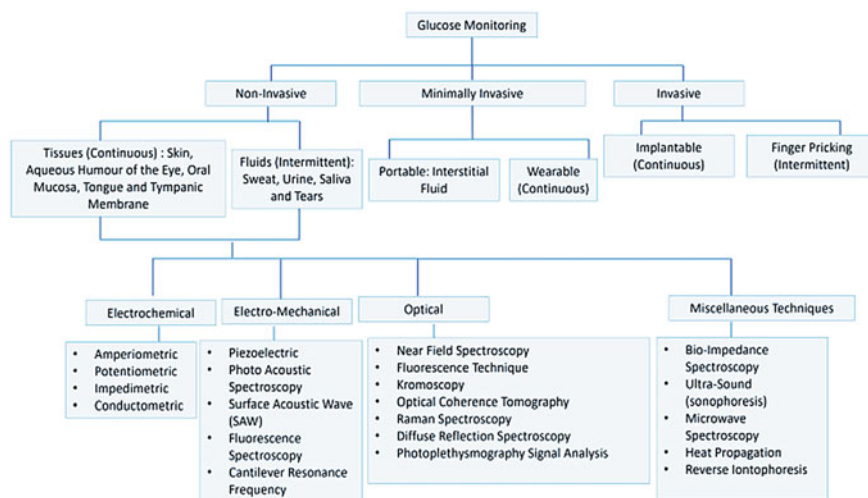 Glucose Monitoring
Non-Invasive
Minimally Invasive
Invasive
Tissues (Continuous) : Skin,
Aqueous Humour of the Eye, Oral
Mucosa, Tongue and Tympanic
Membrane
Fluids (Intermittent):
Sweat, Urine, Saliva
and Tears
Portable: Interstitial
Fluid
Wearable
(Continuous)
Implantable
(Continuous)
Finger Pricking
(Intermittent)
Electrochemical
• Amperiometric
• Potentiometric
• Impedimetric
• Conductometric
Electro-Mechanical
• Piezoelectric
• Photo Acoustic
Spectroscopy
• Surface Acoustic Wave
(SAW)
• Fluorescence
Spectroscopy
• Cantilever Resonance
Frequency
Optical
• Near Field Spectroscopy
• Fluorescence Technique
• Kromoscopy
• Optical Coherence Tomography
• Raman Spectroscopy
• Diffuse Reflection Spectroscopy
• Photoplethysmography Signal Analysis
Miscellaneous Techniques
• Bio-Impedance
Spectroscopy
• Ultra-Sound
(sonophoresis)
• Microwave
Spectroscopy
• Heat Propagation
• Reverse Iontophoresis